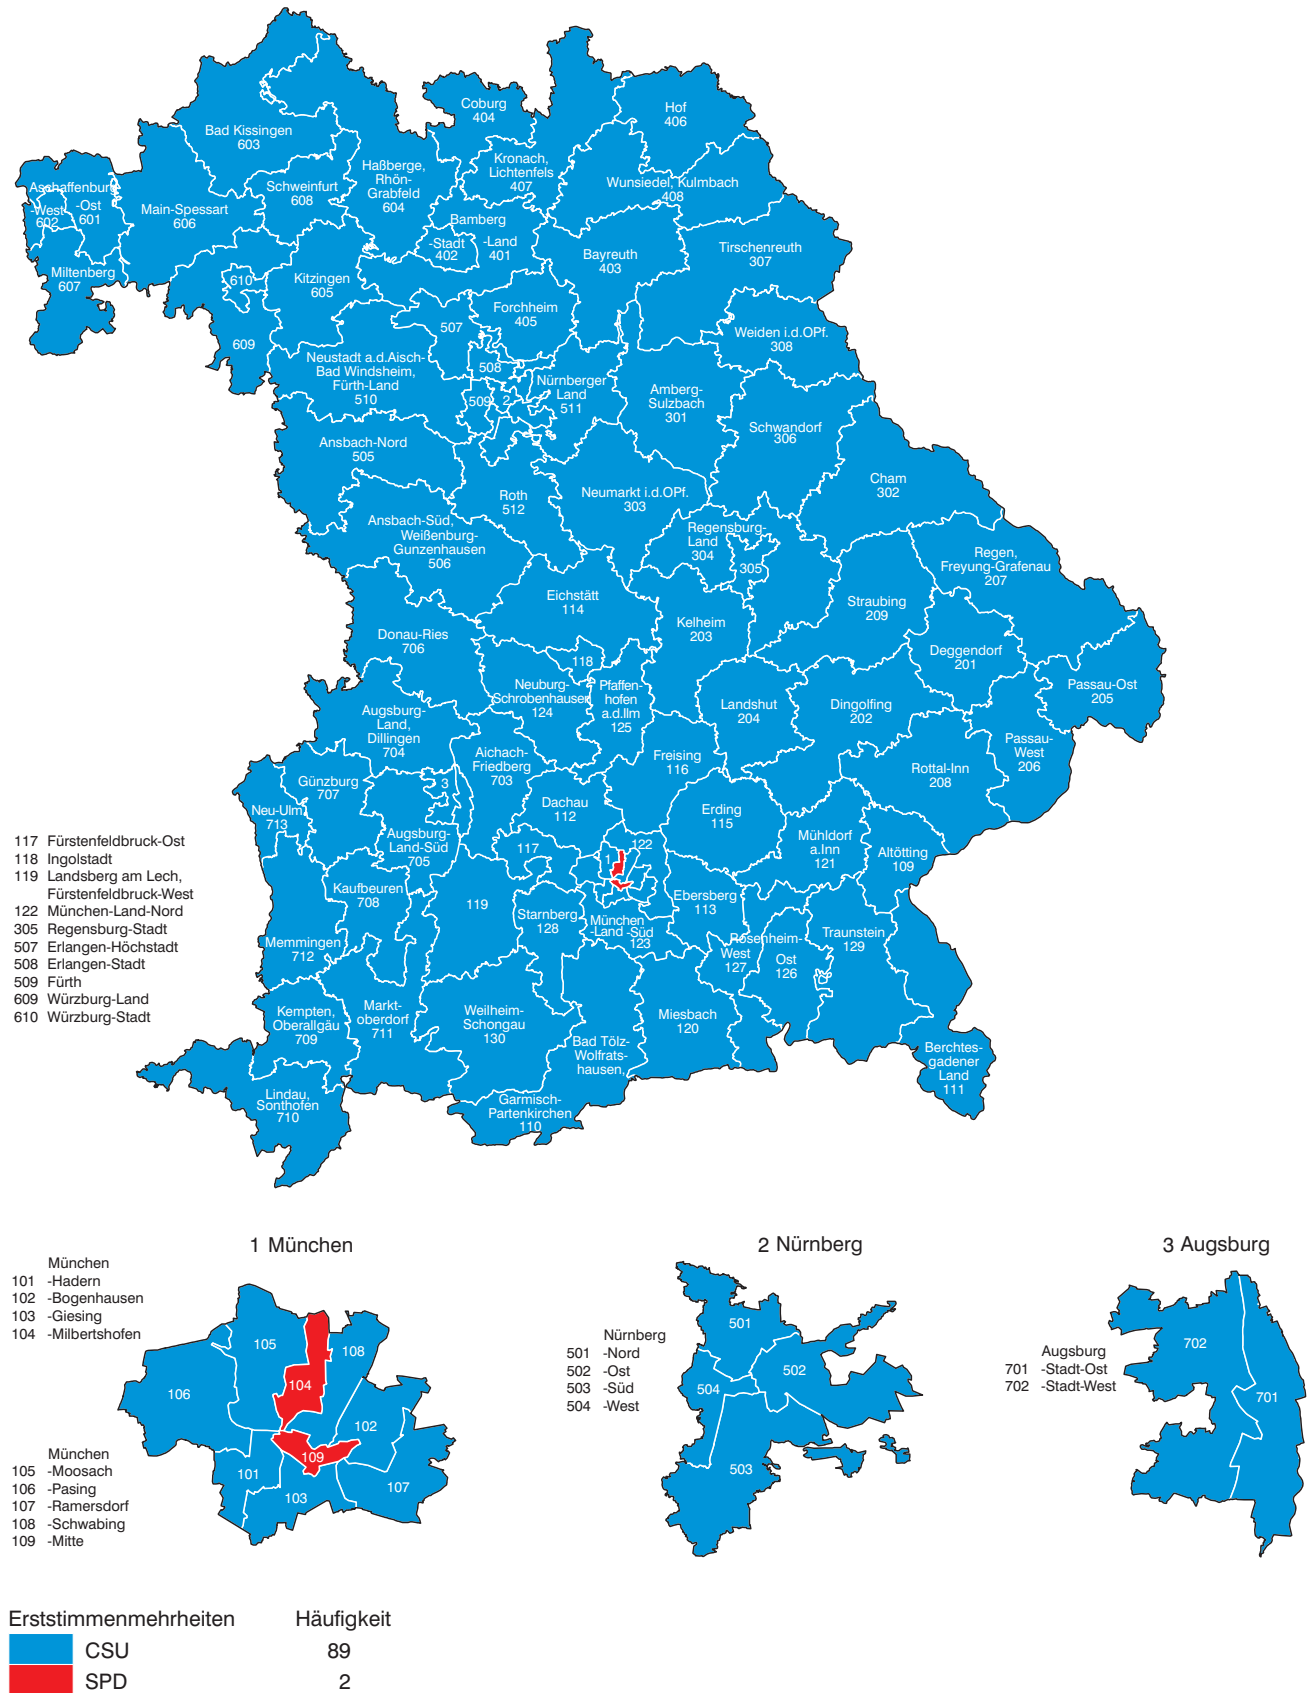 Coburg
404
Hof
406
Bad Kissingen
603
Kronach,
Lichtenfels
407
Haßberge,
Rhön-
Grabfeld
604
Wunsiedel, Kulmbach
408
Aschaffenburg
-West
602
-Ost
601
Schweinfurt
608
Main-Spessart
606
Bamberg
-Stadt
402
-Land
401
Bayreuth
403
Tirschenreuth
307
Miltenberg
607
610
Kitzingen
605
Forchheim
405
507
609
Weiden i.d.OPf.
308
Neustadt a.d.Aisch-
Bad Windsheim,
Fürth-Land
510
508
509
2
Nürnberger
Land
511
Amberg-
Sulzbach
301
Schwandorf
306
Ansbach-Nord
505
Cham
302
Roth
512
Neumarkt i.d.OPf.
303
Ansbach-Süd,
Weißenburg-
Gunzenhausen
506
Regensburg-
Land
304
305
Regen,
Freyung-Grafenau
207
Eichstätt
114
Straubing
209
Kelheim
203
Donau-Ries
706
118
Deggendorf
201
Neuburg-
Schrobenhausen
124
Pfaffen-
hofen
a.d.Ilm
125
Passau-Ost
205
Landshut
204
Dingolfing
202
Augsburg-
Land,
Dillingen
704
Passau-
West
206
Aichach-
Friedberg
703
Freising
116
Rottal-Inn
208
Günzburg
707
3
Neu-Ulm
713
Dachau
112
Erding
115
Augsburg-
Land-Süd
705
117
1
122
Mühldorf
a.Inn
121
Altötting
109
Kaufbeuren
708
119
Starnberg
128
München
-Land -Süd
123
Ebersberg
113
Rosenheim-
West
127
Ost
126
Traunstein
129
Memmingen
712
Kempten,
Oberallgäu
709
Markt-
oberdorf
711
Weilheim-
Schongau
130
Bad Tölz-
Wolfrats-
hausen,
Miesbach
120
Berchtes-
gadener
Land
111
Lindau,
Sonthofen
710
Garmisch-
Partenkirchen
110
117 Fürstenfeldbruck-Ost
118 Ingolstadt
119 Landsberg am Lech,
Fürstenfeldbruck-West
122 München-Land-Nord
305 Regensburg-Stadt
507 Erlangen-Höchstadt
508 Erlangen-Stadt
509 Fürth
609 Würzburg-Land
610 Würzburg-Stadt
1 München
München
101 -Hadern
102 -Bogenhausen
103 -Giesing
104 -Milbertshofen
München
105 -Moosach
106 -Pasing
107 -Ramersdorf
108 -Schwabing
109 -Mitte
105
108
104
106
102
109
101
103
107
2 Nürnberg
Nürnberg
501 -Nord
502 -Ost
503 -Süd
504 -West
501
502
504
503
3 Augsburg
Augsburg
701 -Stadt-Ost
702 -Stadt-West
702
701
Erststimmenmehrheiten Häufigkeit
CSU 89
SPD 2